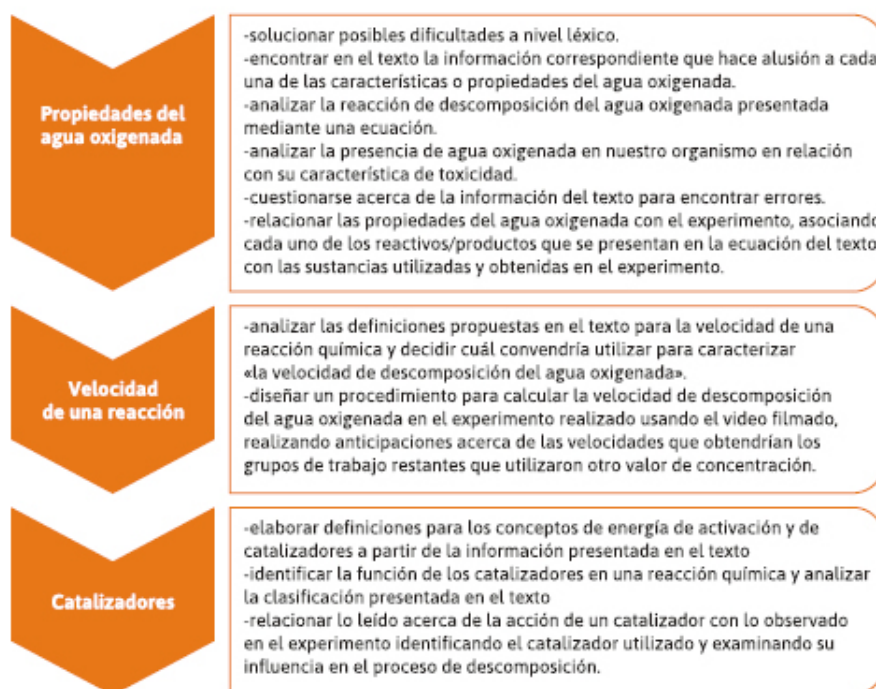 Propiedades del
agua oxigenada
-solucionar posibles dificultades a nivel léxico.
-encontrar en el texto la información correspondiente que hace alusión a cada
una de las características o propiedades del agua oxigenada.
-analizar la reacción de descomposición del agua oxigenada presentada
mediante una ecuación.
-analizar la presencia de agua oxigenada en nuestro organismo en relación
con su característica de toxicidad.
-cuestionarse acerca de la información del texto para encontrar errores.
-relacionar las propiedades del agua oxigenada con el experimento, asociando
cada uno de los reactivos/productos que se presentan en la ecuación del texto
con las sustancias utilizadas y obtenidas en el experimento.
Velocidad
de una reacción
-analizar las definiciones propuestas en el texto para la velocidad de una
reacción química y decidir cuál convendría utilizar para caracterizar
«la velocidad de descomposición del agua oxigenada».
-diseñar un procedimiento para calcular la velocidad de descomposición
del agua oxigenada en el experimento realizado usando el video filmado,
realizando anticipaciones acerca de las velocidades que obtendrían los
grupos de trabajo restantes que utilizaron otro valor de concentración.
Catalizadores
-elaborar definiciones para los conceptos de energía de activación y de
catalizadores a partir de la información presentada en el texto
-identificar la función de los catalizadores en una reacción química y analizar
la clasificación presentada en el texto
-relacionar lo leído acerca de la acción de un catalizador con lo observado
en el experimento identificando el catalizador utilizado y examinando su
influencia en el proceso de descomposición.